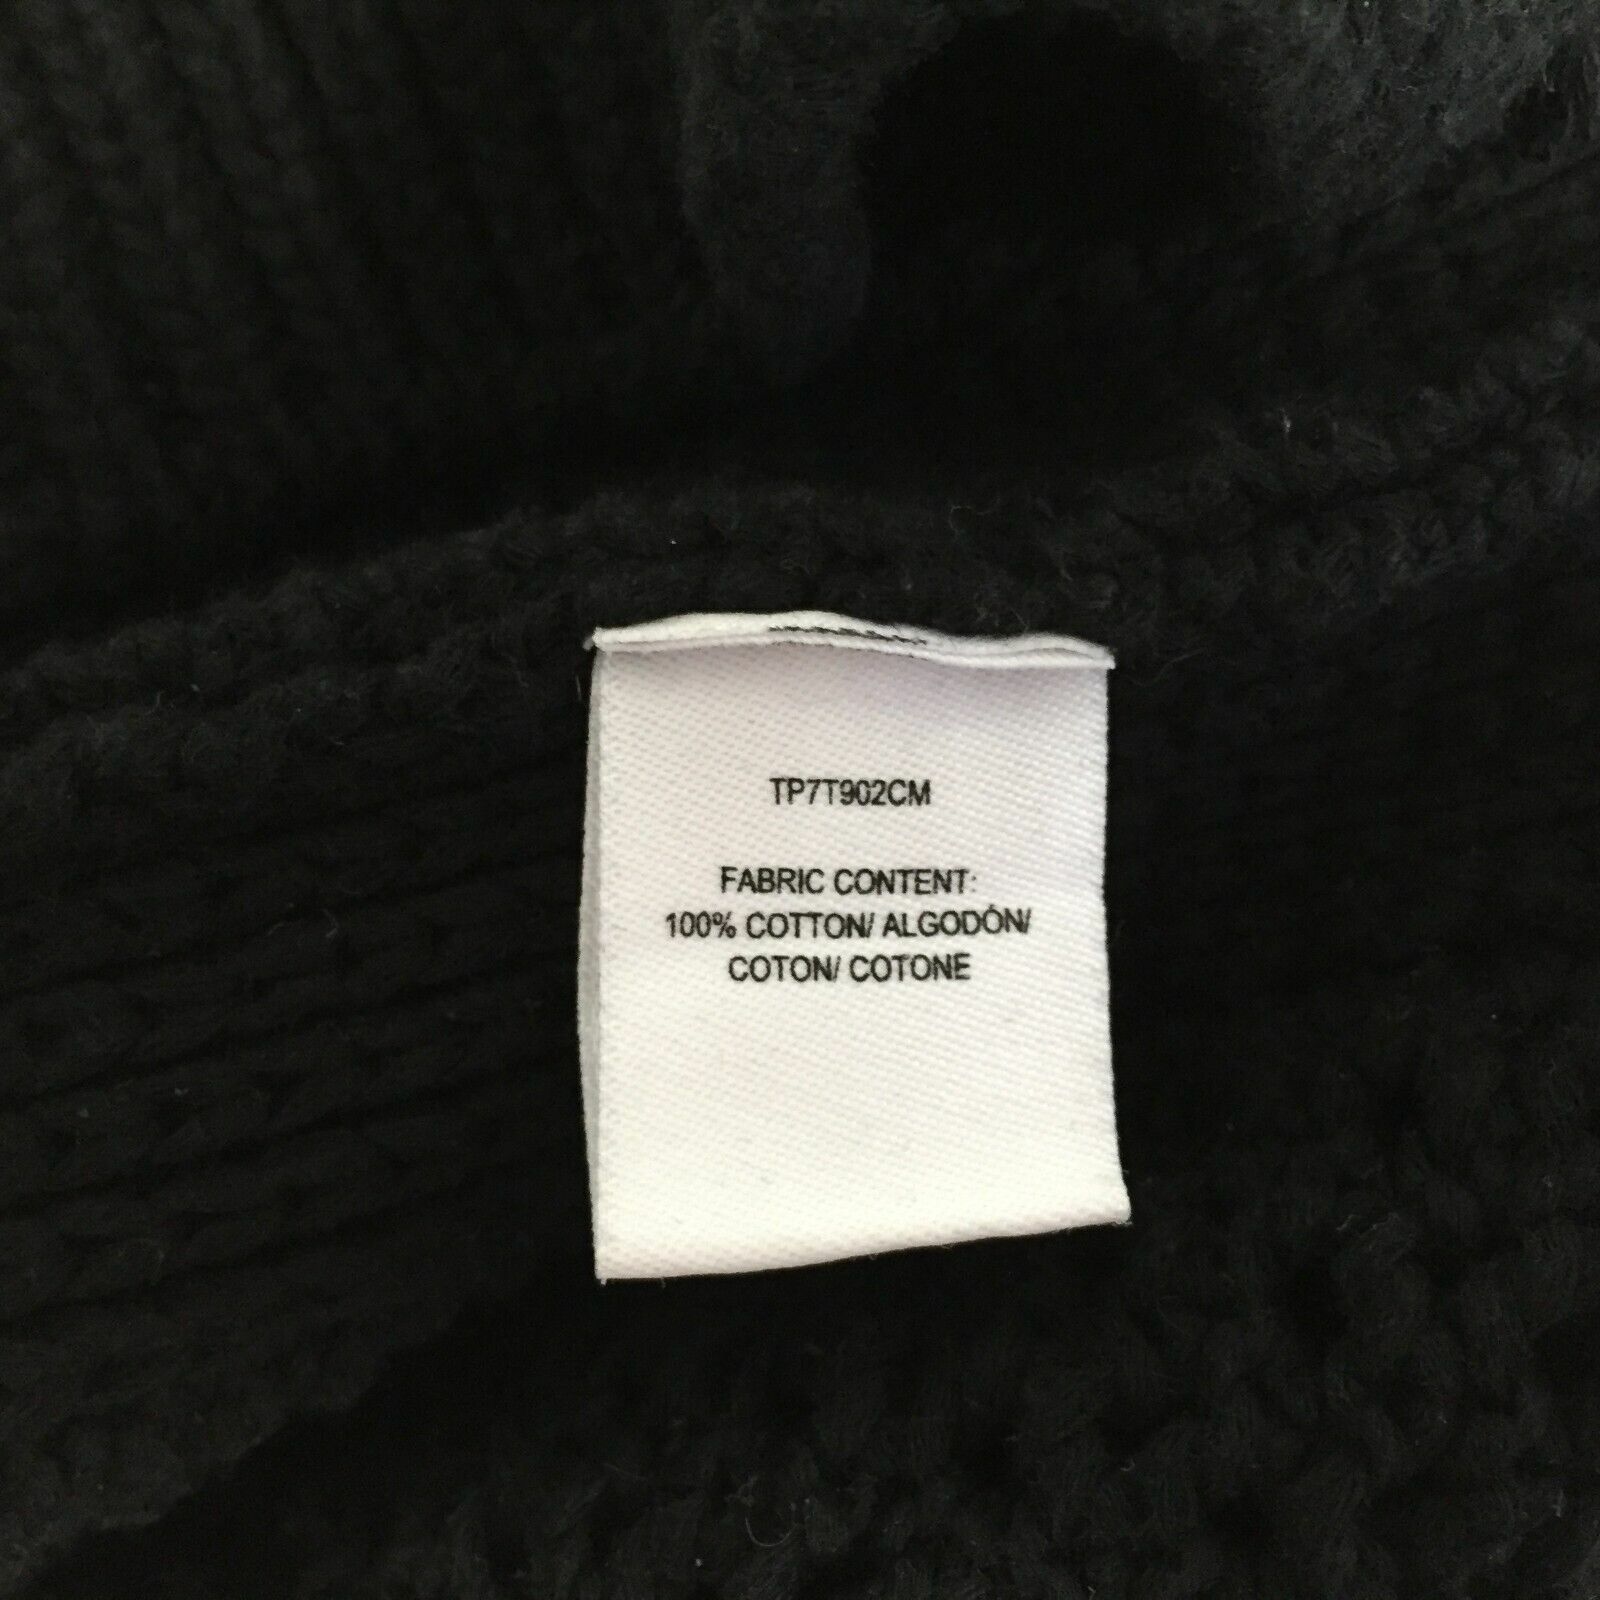 TP7T902CM
FABRIC CONTENT:
100% COTTON/ ALGODÓN/
COTON/ COTONE